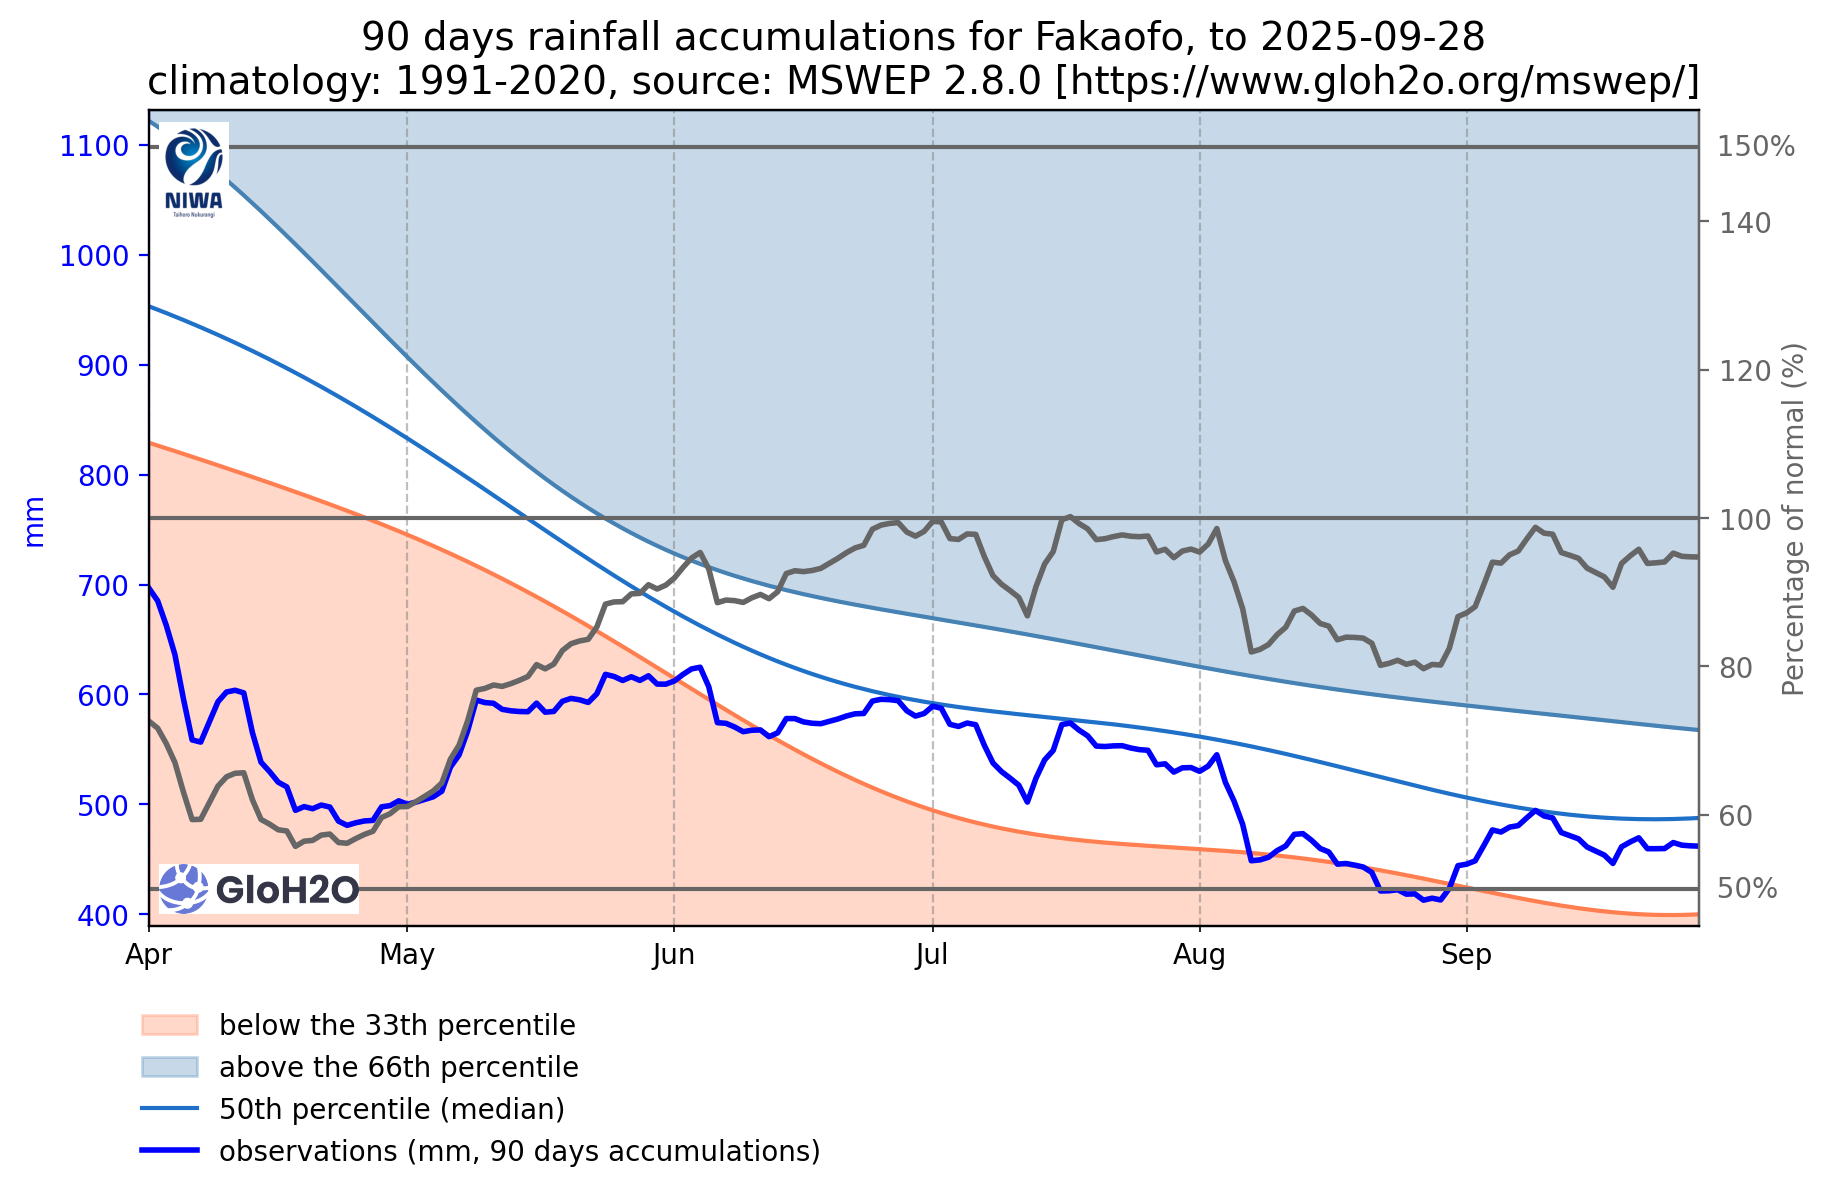 90 days rainfall accumulations for Fakaofo, to 2025-09-28
climatology: 1991-2020, source: MSWEP 2.8.0 [https://www.gloh2o.org/mswep/]
1100
1000
900
800
700
600
500
400
mm
150%
140
120
100
80
60
50%
Percentage of normal (%)
NIWA
Taihoro Nukurangi
GloH2O
Apr
May
Jun
Jul
Aug
Sep
below the 33th percentile
above the 66th percentile
50th percentile (median)
observations (mm, 90 days accumulations)